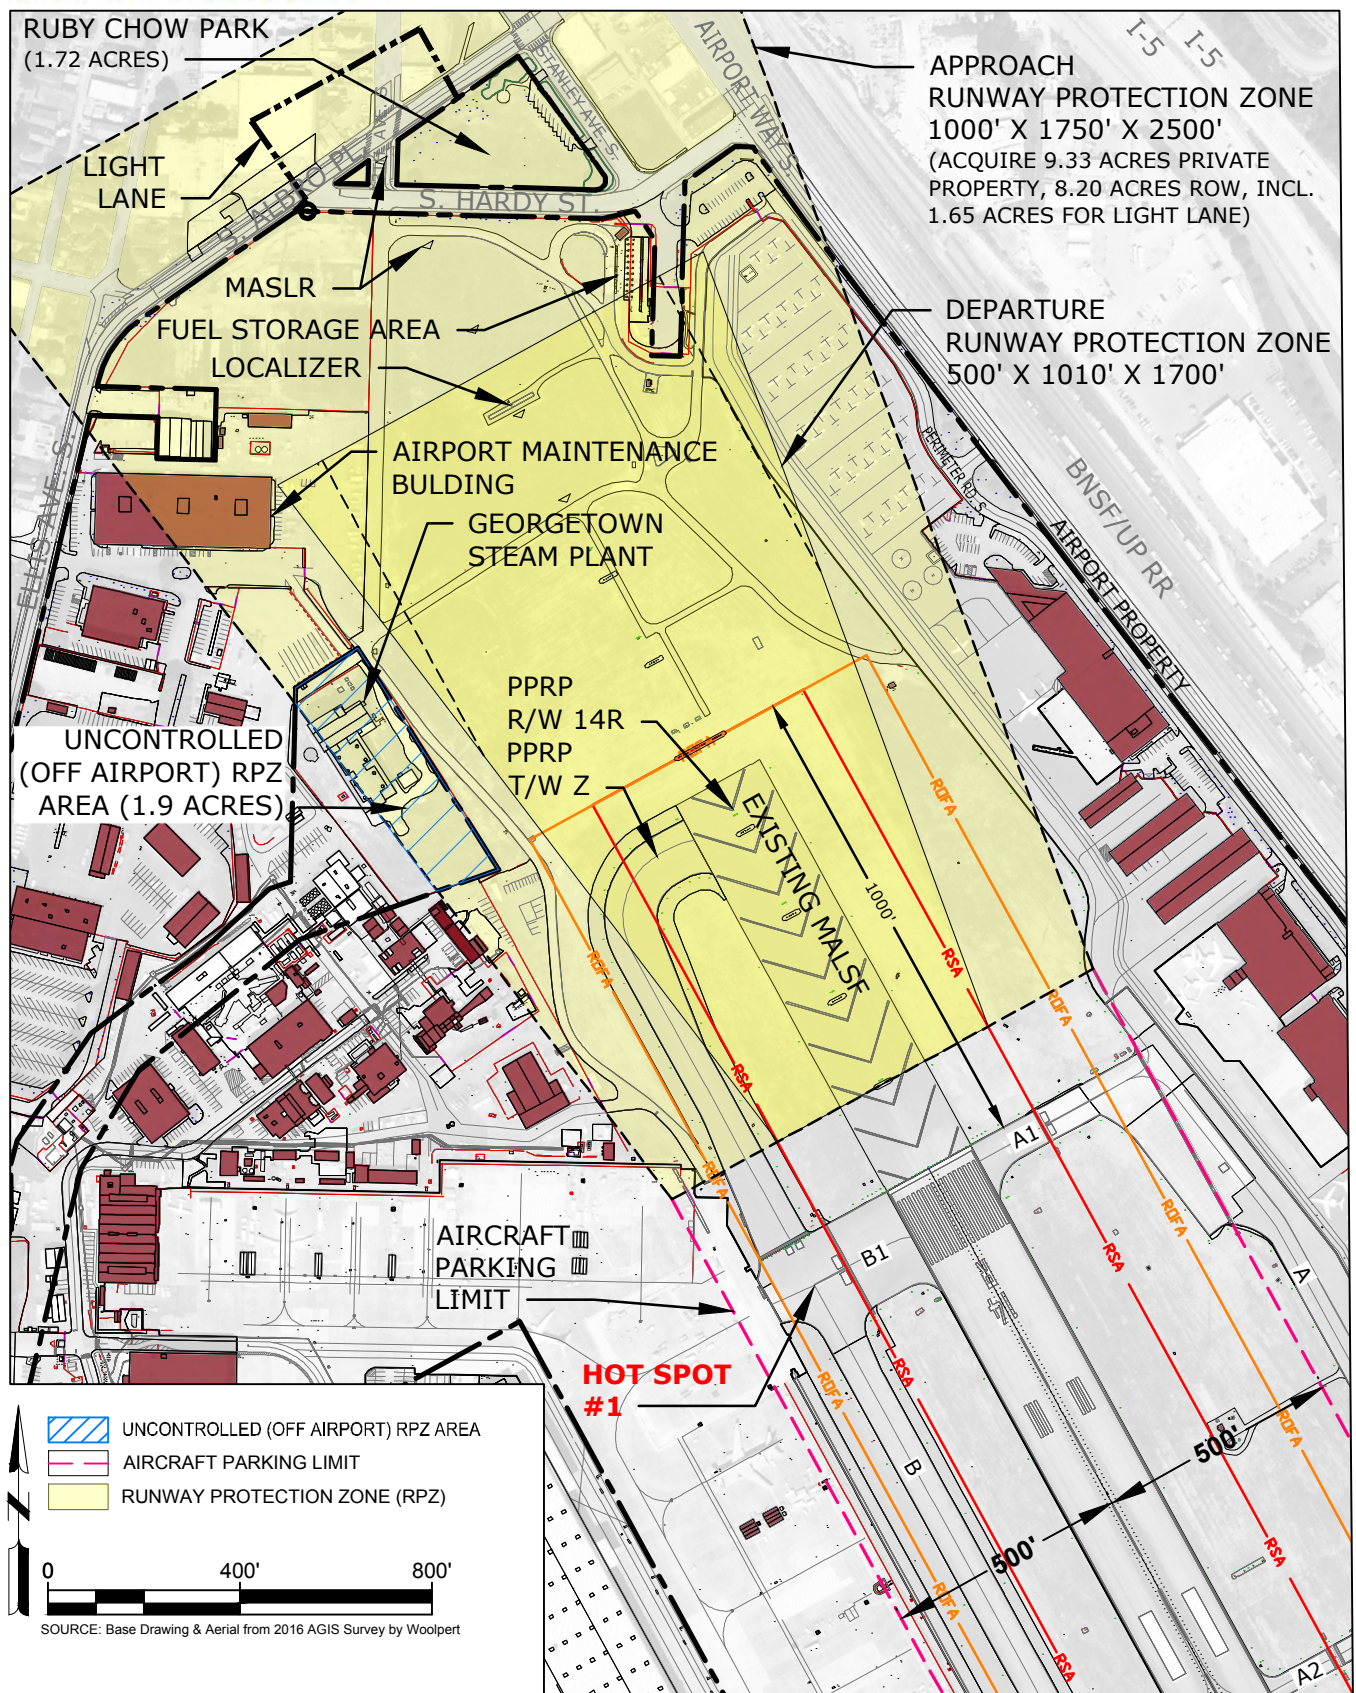 RUBY CHOW PARK
(1.72 ACRES)
I-5
I-5
AIRPORT WAY S.
STANLEY AVE. S.
AVE S
APPROACH
RUNWAY PROTECTION ZONE
1000' X 1750' X 2500'
(ACQUIRE 9.33 ACRES PRIVATE
PROPERTY, 8.20 ACRES ROW, INCL.
1.65 ACRES FOR LIGHT LANE)
LIGHT
LANE
S. ALBRO PL.
S. HARDY ST.
MASLR
FUEL STORAGE AREA
LOCALIZER
DEPARTURE
RUNWAY PROTECTION ZONE
500' X 1010' X 1700'
AIRPORT MAINTENANCE
BULDING
GEORGETOWN
STEAM PLANT
ELLIS AVE. S.
PERIMETER RD. S.
BNSF/UP RR
AIRPORT PROPERTY
PPRP
R/W 14R
PPRP
T/W Z
UNCONTROLLED
(OFF AIRPORT) RPZ
AREA (1.9 ACRES)
EXISTING MALSF
1000'
ROFA
RSA
ROFA
ROFA
RSA
ROFA
A1
ROFA
RSA
A
B1
AIRCRAFT
PARKING
LIMIT
HOT SPOT
#1
RSA
ROFA
ROFA
B
500'
500'
RSA
ROFA
RSA
A2
UNCONTROLLED (OFF AIRPORT) RPZ AREA
AIRCRAFT PARKING LIMIT
RUNWAY PROTECTION ZONE (RPZ)
N
0 400' 800'
SOURCE: Base Drawing & Aerial from 2016 AGIS Survey by Woolpert